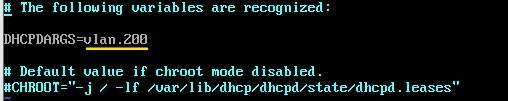 # The following variables are recognized:
DHCPDARGS=vlan.200
# Default value if chroot mode disabled.
#CHROOT="-j / -lf /var/lib/dhcp/dhcpd/state/dhcpd.leases"